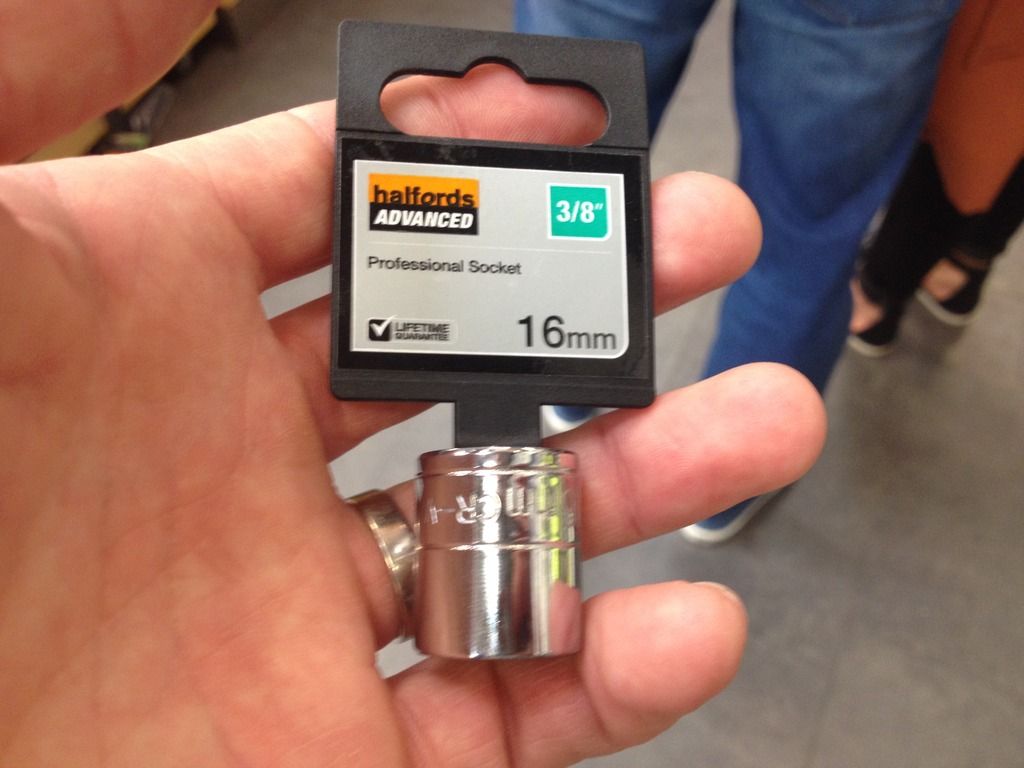 halfords
ADVANCED
3/8"
Professional Socket
LIFETIME
GUARANTEE
16mm